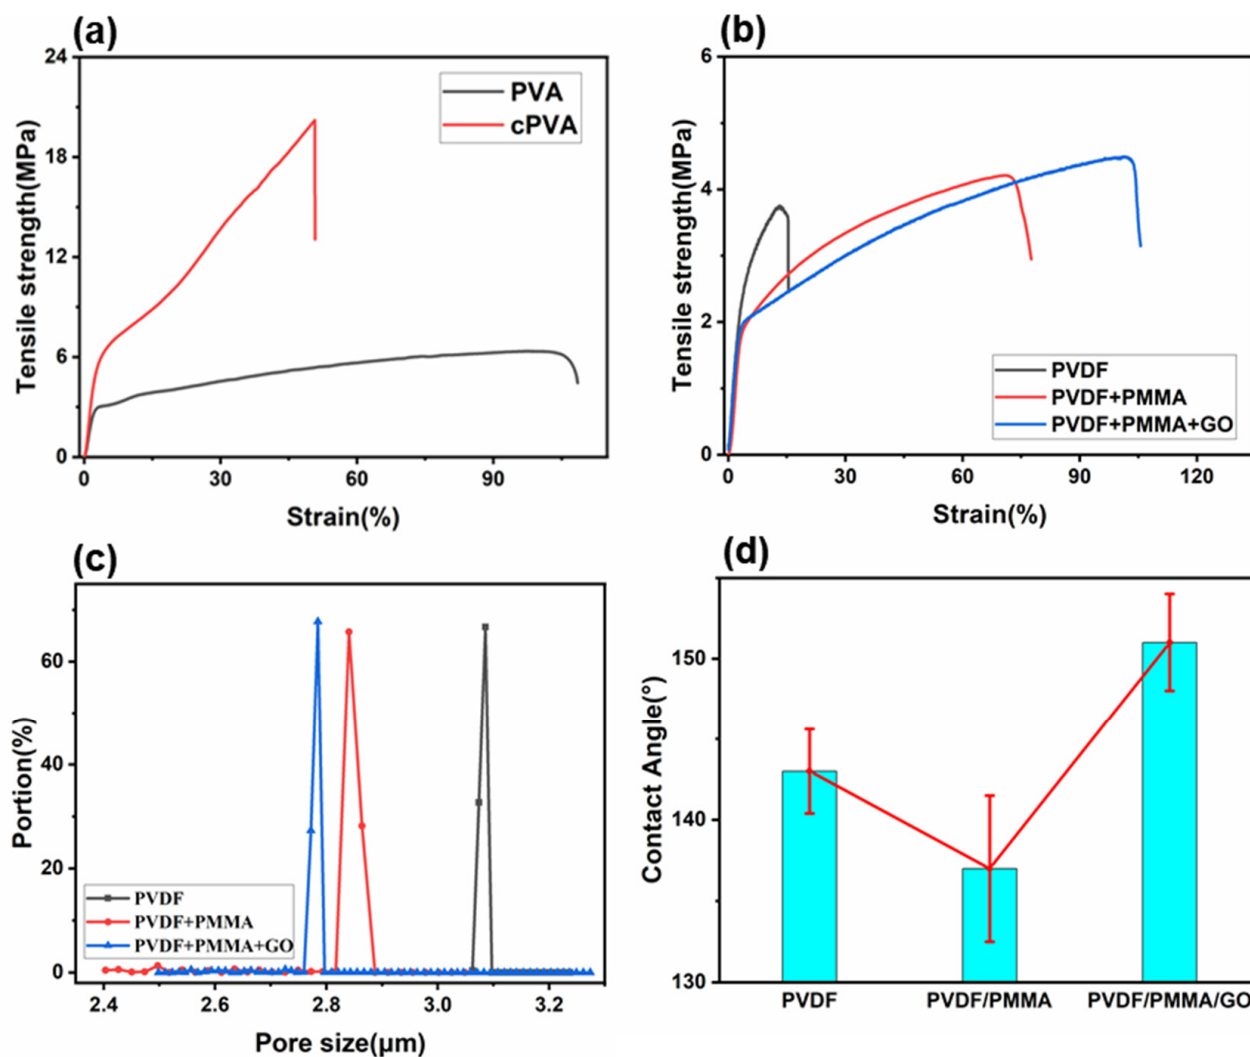 (a)
24
18
12
6
0
Tensile strength(MPa)
PVA
cPVA
0 30 60 90
Strain(%)
(b)
6
4
2
0
Tensile strength(MPa)
PVDF
PVDF+PMMA
PVDF+PMMA+GO
0 30 60 90 120
Strain(%)
(c)
60
40
20
0
Portion(%)
PVDF
PVDF+PMMA
PVDF+PMMA+GO
2.4 2.6 2.8 3.0 3.2
Pore size(μm)
(d)
150
140
130
Contact Angle(°)
PVDF PVDF/PMMA PVDF/PMMA/GO